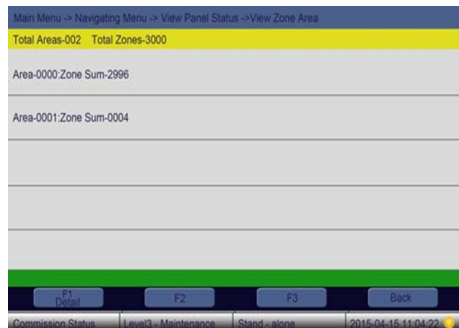 Main Menu -> Navigating Menu -> View Panel Status ->View Zone Area
Total Areas-002 Total Zones-3000
Area-0000:Zone Sum-2996
Area-0001:Zone Sum-0004
F1
Detail
F2
F3
Back
Commission Status
Level3 - Maintenance
Stand - alone
2015-04-15 11:04:22